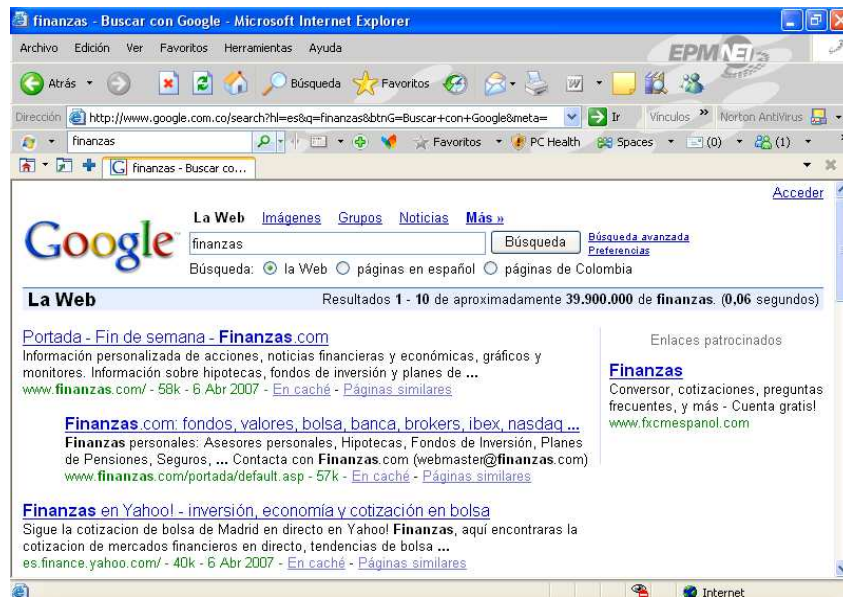 finanzas - Buscar con Google - Microsoft Internet Explorer
Archivo Edición Ver Favoritos Herramientas Ayuda
EPMNET
Atrás Búsqueda Favoritos
Dirección http://www.google.com.co/search?hl=es&q=finanzas&btnG=Buscar+con+Google&meta= Ir Vínculos » Norton AntiVirus
finanzas Favoritos PC Health Spaces (0) (1)
finanzas - Buscar co...
Acceder
Google™
La Web Imágenes Grupos Noticias Más »
finanzas Búsqueda Búsqueda avanzada
Preferencias
Búsqueda: la Web páginas en español páginas de Colombia
La Web Resultados 1 - 10 de aproximadamente 39.900.000 de finanzas. (0,06 segundos)
Portada - Fin de semana - Finanzas.com
Información personalizada de acciones, noticias financieras y económicas, gráficos y
monitores. Información sobre hipotecas, fondos de inversión y planes de ...
www.finanzas.com/ - 58k - 6 Abr 2007 - En caché - Páginas similares
Finanzas.com: fondos, valores, bolsa, banca, brokers, ibex, nasdaq ...
Finanzas personales: Asesores personales, Hipotecas, Fondos de Inversión, Planes
de Pensiones, Seguros, ... Contacta con Finanzas.com (webmaster@finanzas.com)
www.finanzas.com/portada/default.asp - 57k - En caché - Páginas similares
Finanzas en Yahoo! - inversión, economía y cotización en bolsa
Sigue la cotizacion de bolsa de Madrid en directo en Yahoo! Finanzas, aquí encontraras la
cotizacion de mercados financieros en directo, tendencias de bolsa ...
es.finance.yahoo.com/ - 40k - 6 Abr 2007 - En caché - Páginas similares
Enlaces patrocinados
Finanzas
Conversor, cotizaciones, preguntas
frecuentes, y más - Cuenta gratis!
www.fxcmespanol.com
Internet